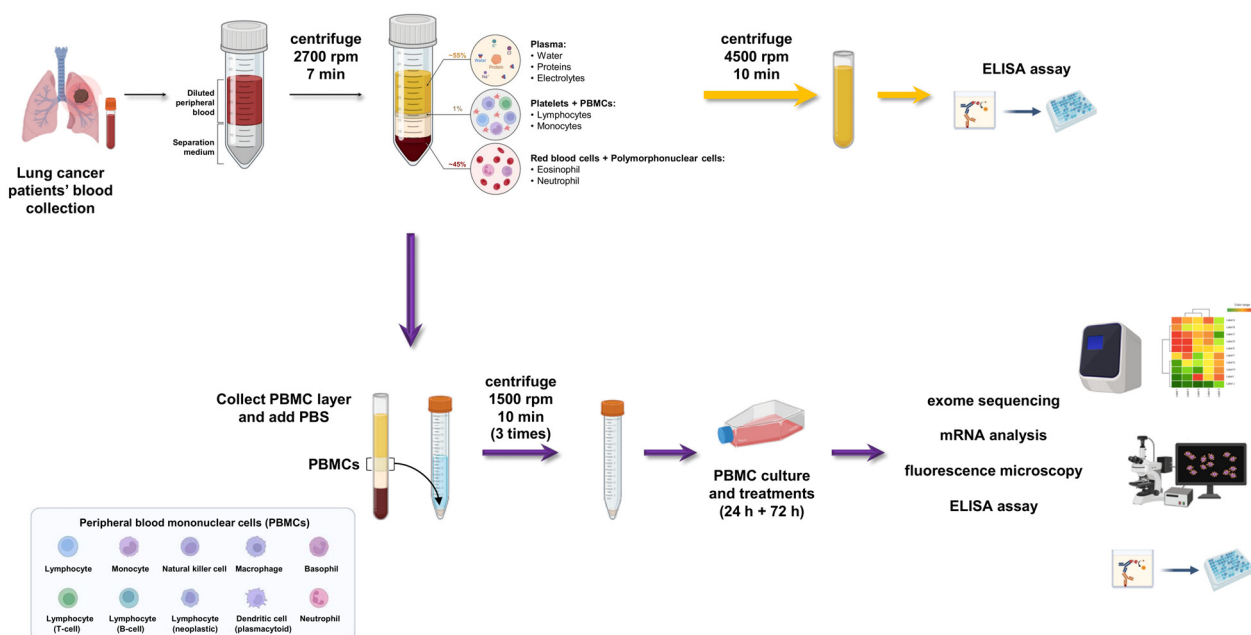 Lung cancer
patients' blood
collection
Diluted
peripheral
blood
Separation
medium
centrifuge
2700 rpm
7 min
~55%
1%
~45%
Water
Protein
Na⁺
Plasma:
• Water
• Proteins
• Electrolytes
Platelets + PBMCs:
• Lymphocytes
• Monocytes
Red blood cells + Polymorphonuclear cells:
• Eosinophil
• Neutrophil
centrifuge
4500 rpm
10 min
ELISA assay
Collect PBMC layer
and add PBS
PBMCs
centrifuge
1500 rpm
10 min
(3 times)
PBMC culture
and treatments
(24 h + 72 h)
exome sequencing
mRNA analysis
fluorescence microscopy
ELISA assay
Peripheral blood mononuclear cells (PBMCs)
Lymphocyte
Monocyte
Natural killer cell
Macrophage
Basophil
Lymphocyte
(T-cell)
Lymphocyte
(B-cell)
Lymphocyte
(neoplastic)
Dendritic cell
(plasmacytoid)
Neutrophil